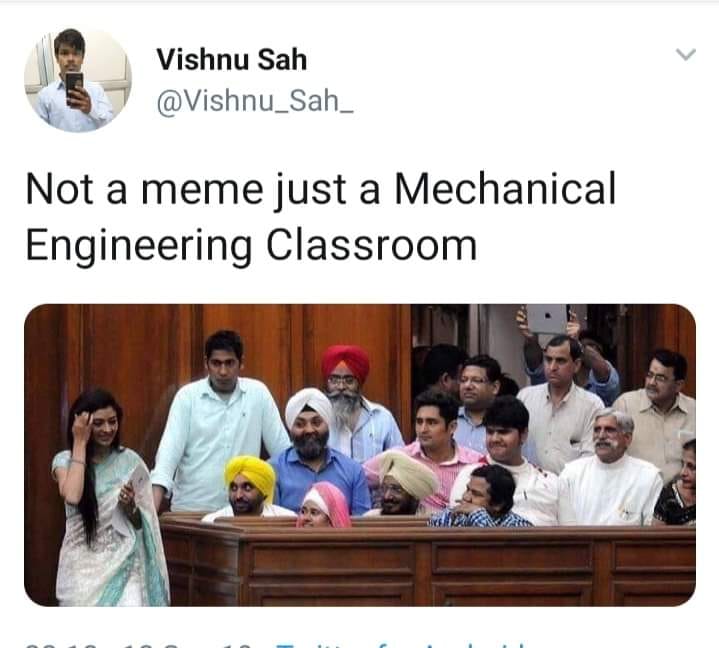 Vishnu Sah
@Vishnu_Sah_
Not a meme just a Mechanical
Engineering Classroom